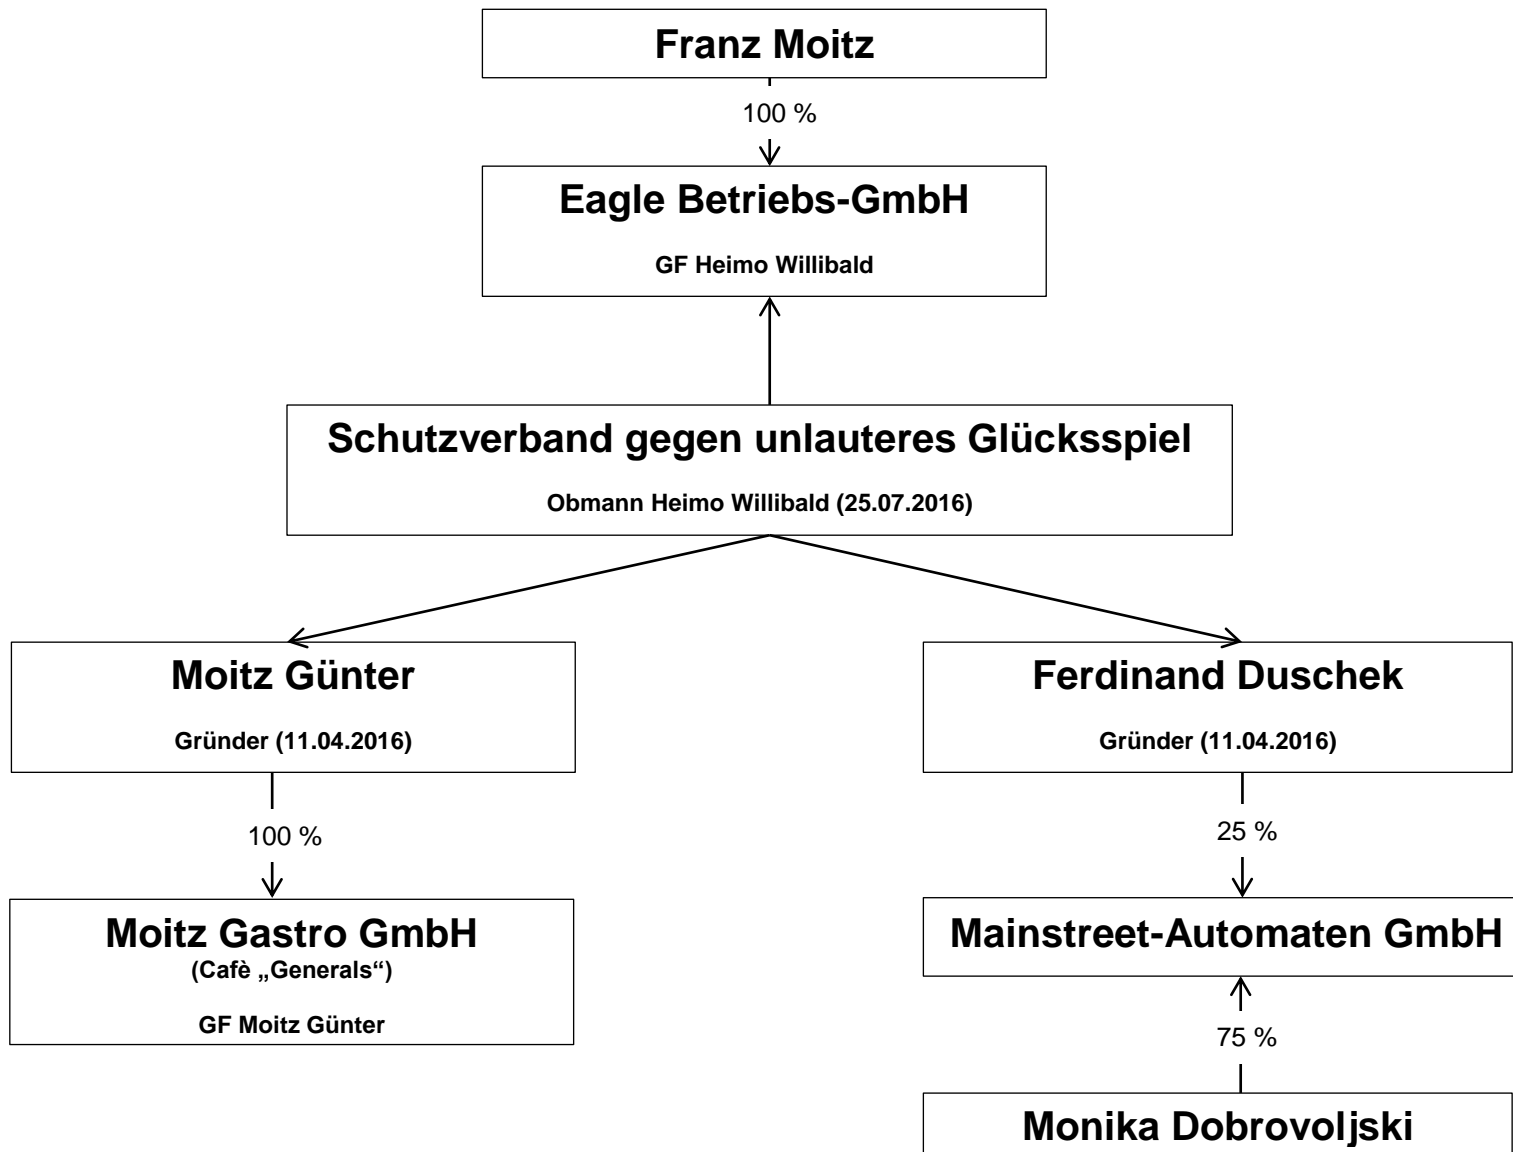 Franz Moitz
100 %
Eagle Betriebs-GmbH
GF Heimo Willibald
Schutzverband gegen unlauteres Glücksspiel
Obmann Heimo Willibald (25.07.2016)
Moitz Günter
Gründer (11.04.2016)
100 %
Moitz Gastro GmbH
(Cafè „Generals“)
GF Moitz Günter
Ferdinand Duschek
Gründer (11.04.2016)
25 %
Mainstreet-Automaten GmbH
75 %
Monika Dobrovoljski